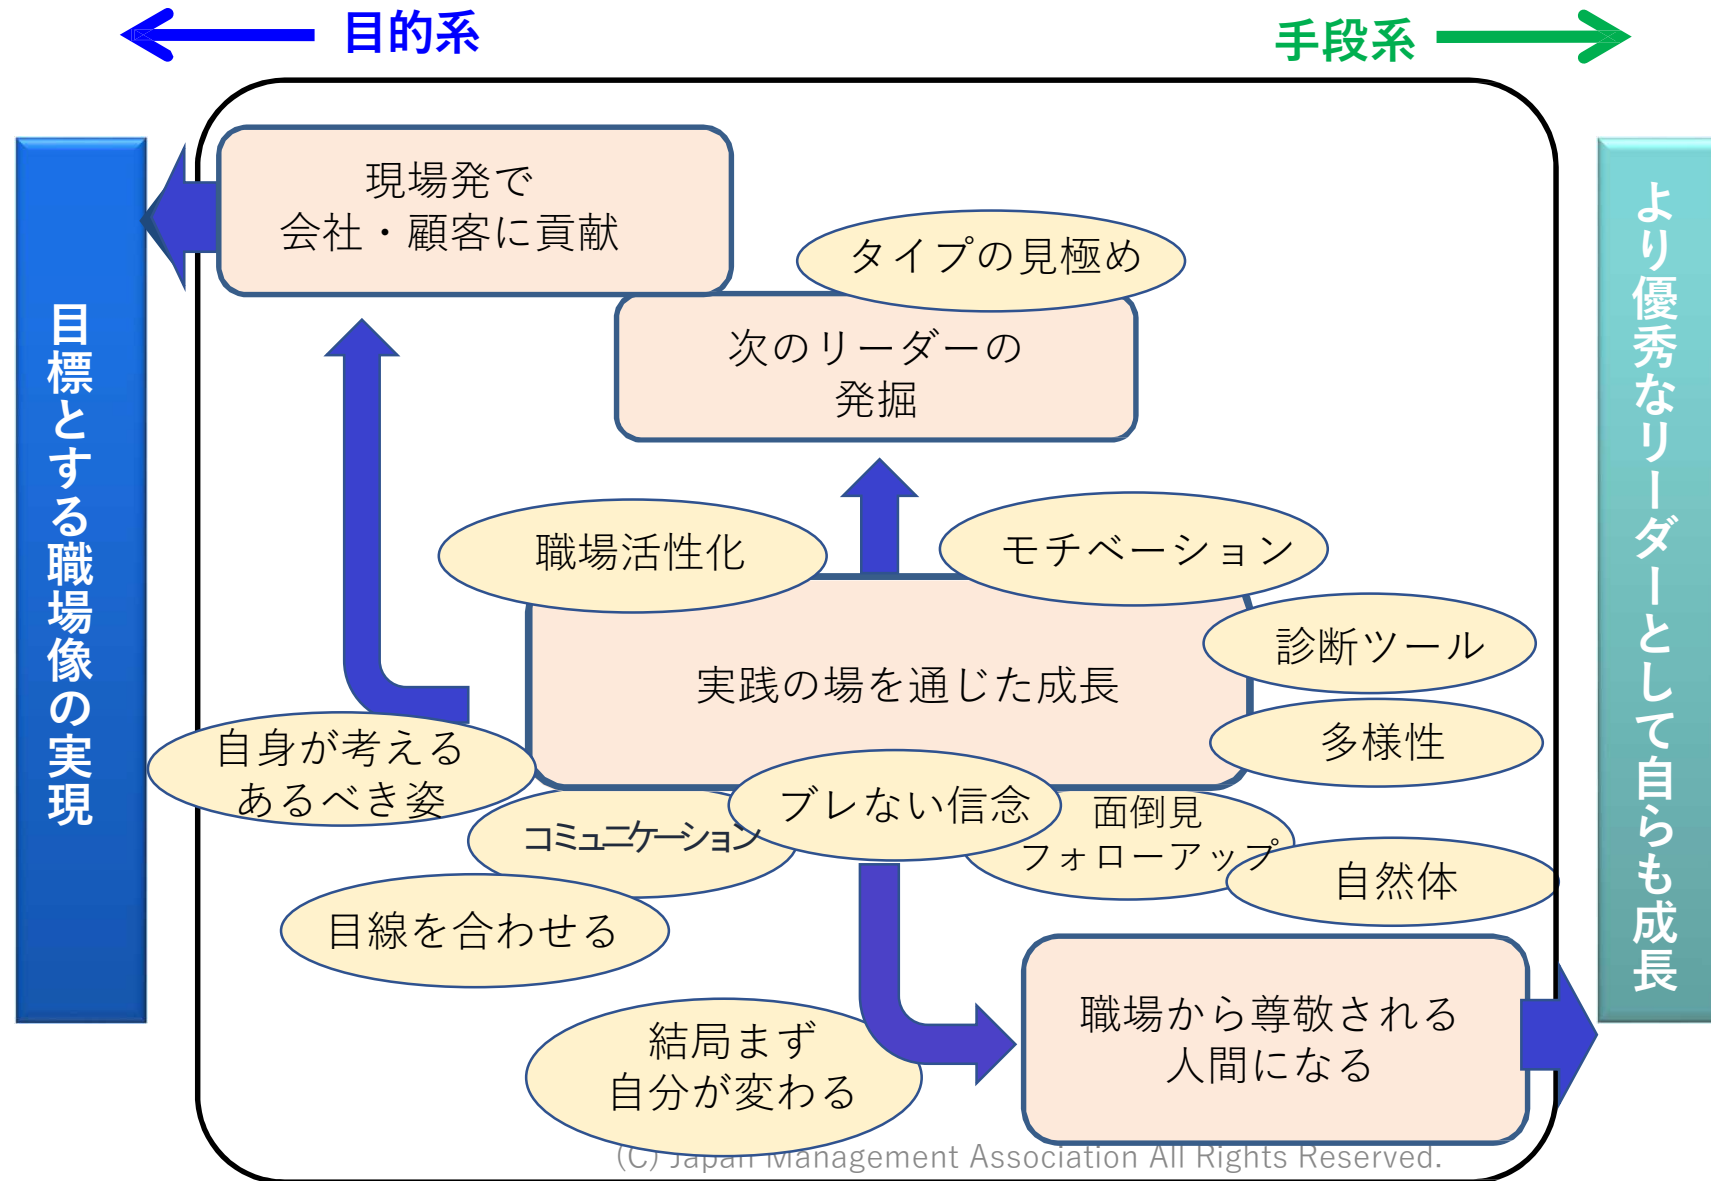 目的系
手段系
目標とする職場像の実現
より優秀なリーダーとして自らも成長
現場発で
会社・顧客に貢献
タイプの見極め
次のリーダーの
発掘
職場活性化
モチベーション
診断ツール
実践の場を通じた成長
多様性
自身が考える
あるべき姿
コミュニケーション
ブレない信念
面倒見
フォローアップ
自然体
目線を合わせる
結局まず
自分が変わる
職場から尊敬される
人間になる
(C) Japan Management Association All Rights Reserved.